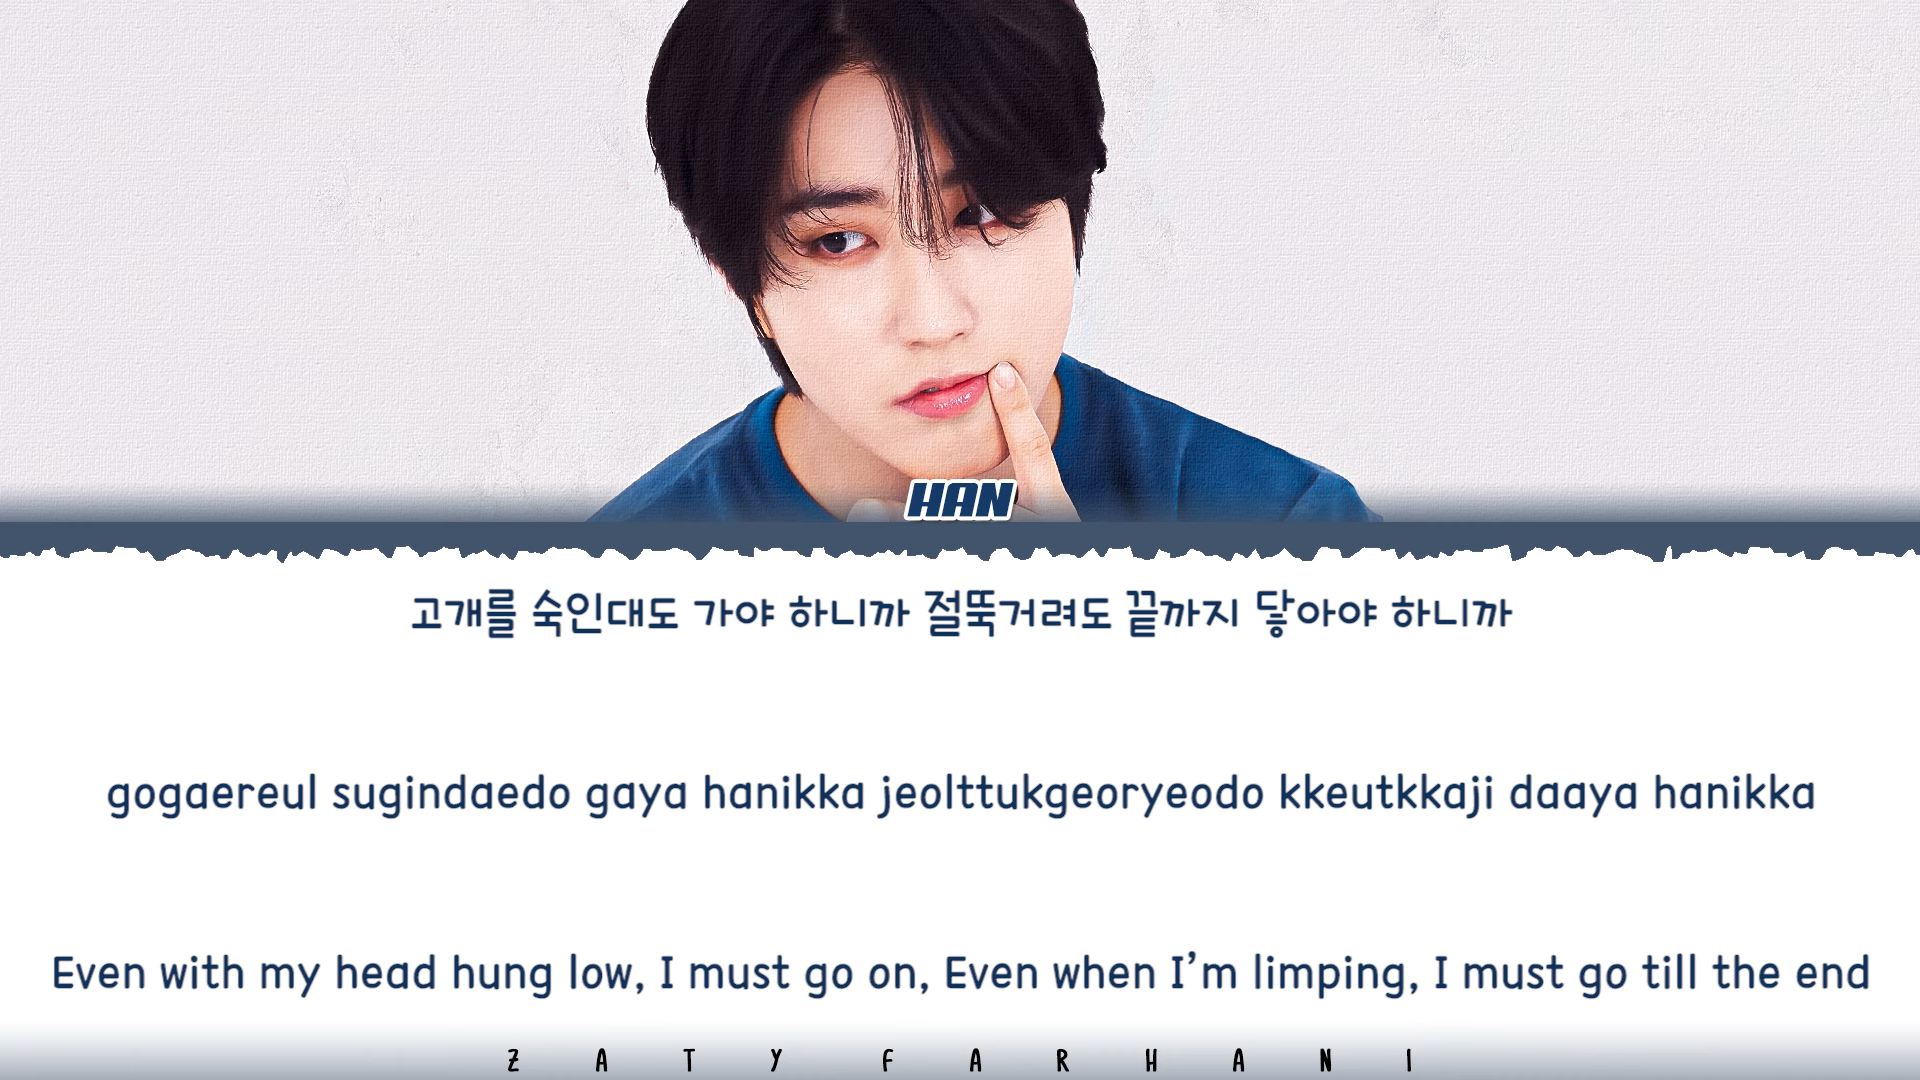 HAN
고개를 숙인대도 가야 하니까 절뚝거려도 끝까지 닿아야 하니까
gogaereul sugindaedo gaya hanikka jeolttukgeoryeodo kkeutkkaji daaya hanikka
Even with my head hung low, I must go on, Even when I’m limping, I must go till the end
ZATY FARHANI